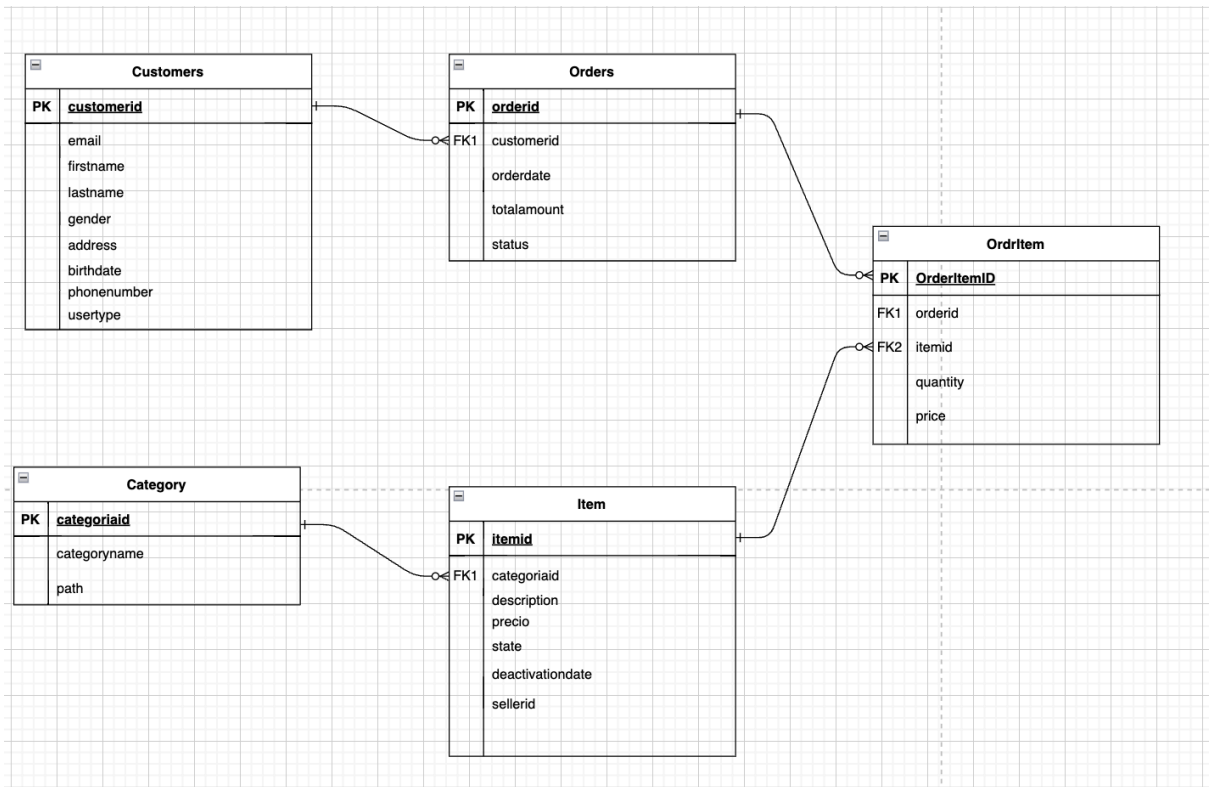 Customers
PK customerid
email
firstname
lastname
gender
address
birthdate
phonenumber
usertype
Orders
PK orderid
FK1 customerid
orderdate
totalamount
status
OrdrItem
PK OrderItemID
FK1 orderid
FK2 itemid
quantity
price
Category
PK categoriaid
categoryname
path
Item
PK itemid
FK1 categoriaid
description
precio
state
deactivationdate
sellerid